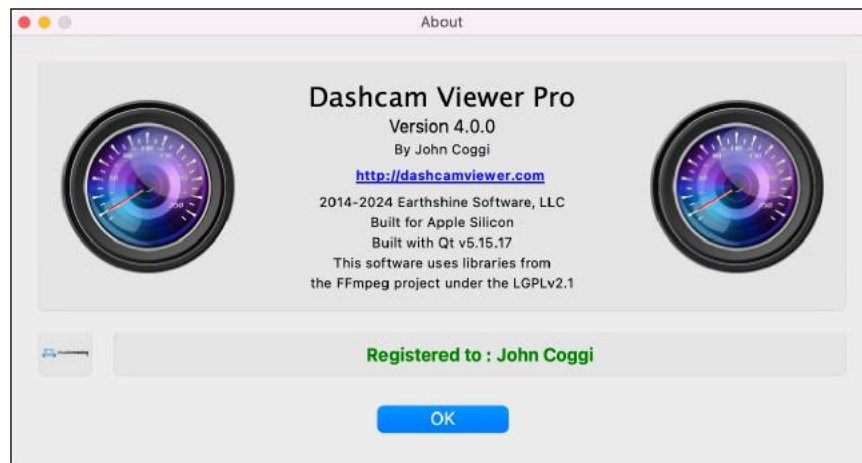 About
Dashcam Viewer Pro
Version 4.0.0
By John Coggi
http://dashcamviewer.com
2014-2024 Earthshine Software, LLC
Built for Apple Silicon
Built with Qt v5.15.17
This software uses libraries from
the FFmpeg project under the LGPLv2.1
Registered to : John Coggi
OK